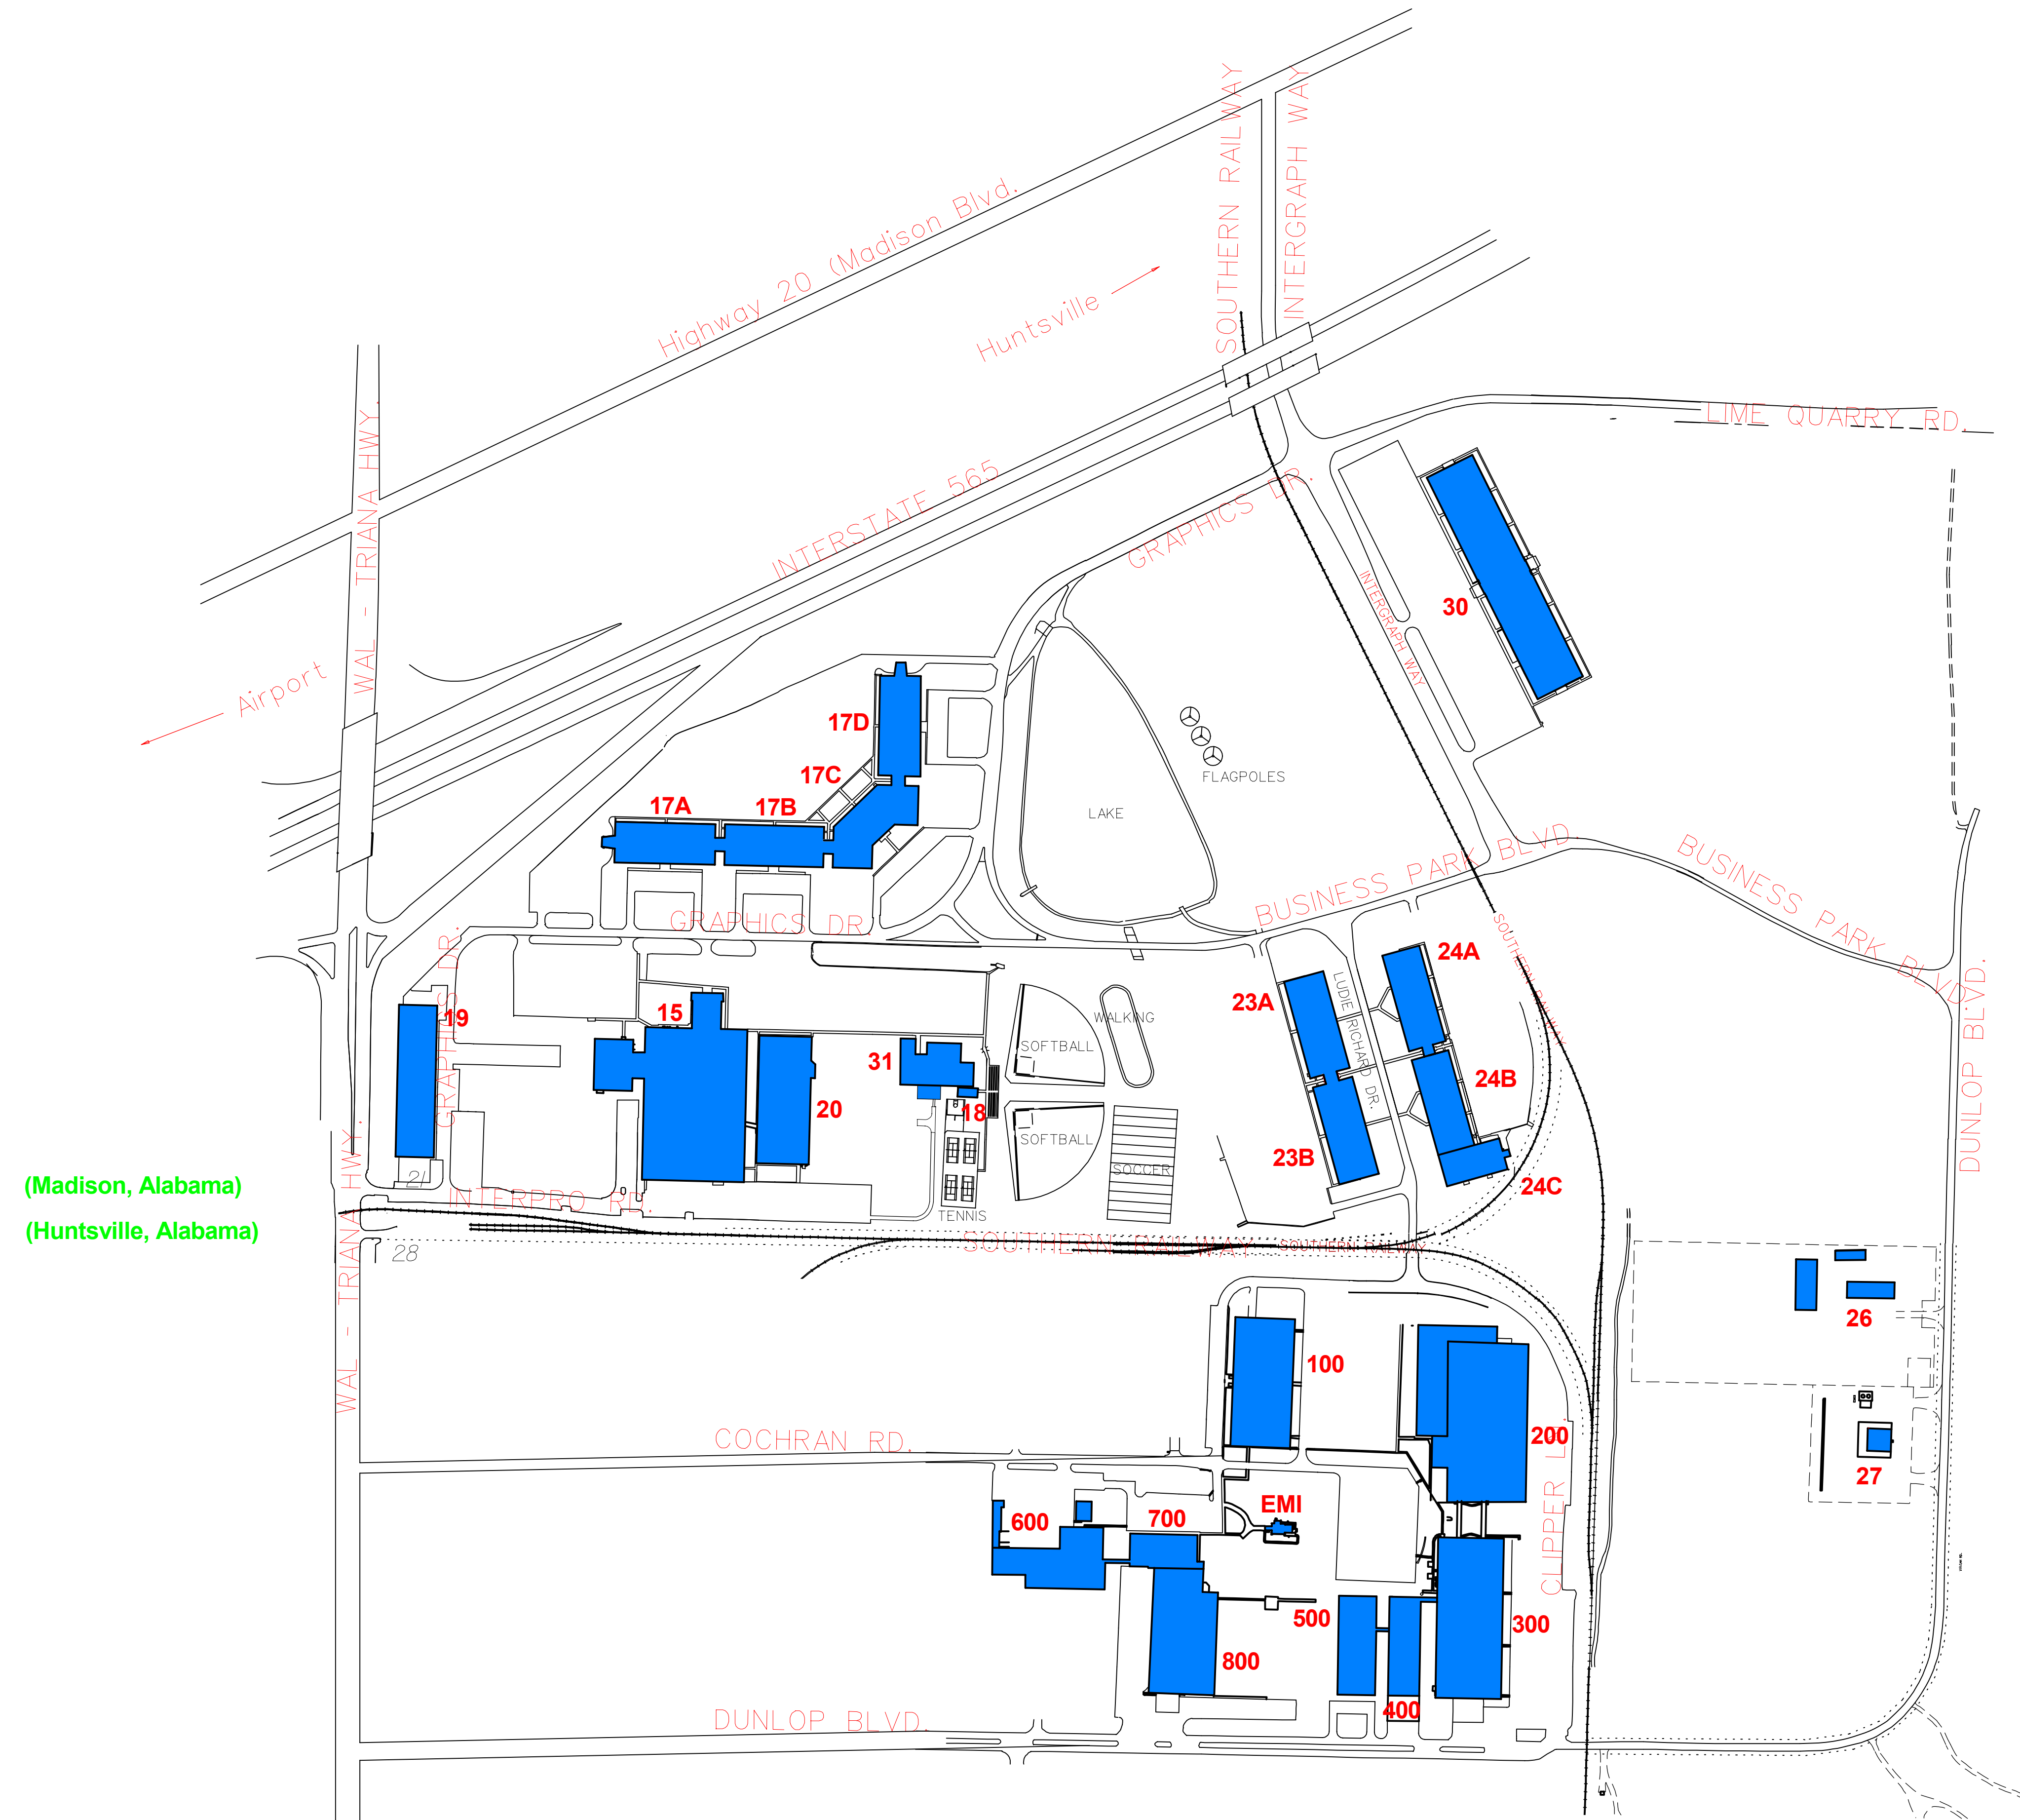 SOUTHERN RAILWAY
INTERGRAPH WAY
Highway 20 (Madison Blvd.
Huntsville
LIME QUARRY RD.
WAL - TRIANA HWY.
INTERSTATE 565
GRAPHICS DR.
30
INTERGRAPH WAY
Airport
17D
17C
17A
17B
FLAGPOLES
LAKE
BUSINESS PARK BLVD
BUSINESS PARK BLVD.
GRAPHICS DR.
GRAPHICS DR.
SOUTHERN RAILWAY
24A
23A
LUDIE RICHARD DR.
19
15
WALKING
SOFTBALL
31
24B
20
18
SOFTBALL
DUNLOP BLVD.
23B
SOCCER
24C
21
(Madison, Alabama)
INTERPRO RD.
TENNIS
(Huntsville, Alabama)
28
SOUTHERN RAILWAY
SOUTHERN RAILWAY
WAL - TRIANA HWY.
26
100
COCHRAN RD.
200
27
CLIPPER LN.
EMI
600
700
500
300
800
400
DUNLOP BLVD.